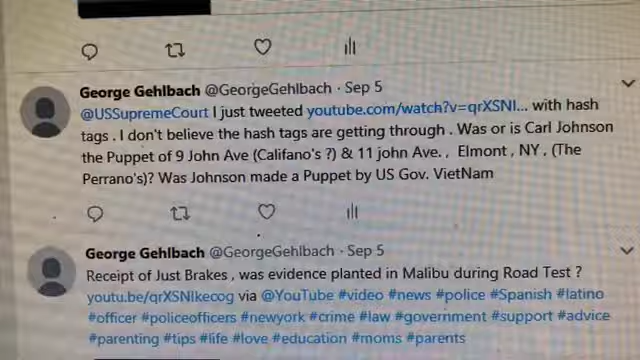 George Gehlbach @GeorgeGehlbach · Sep 5
@USSupremeCourt I just tweeted youtube.com/watch?v=qrXSNI... with hash
tags . I don't believe the hash tags are getting through . Was or is Carl Johnson
the Puppet of 9 John Ave (Califano's ?) & 11 john Ave. , Elmont , NY . (The
Perrano's)? Was Johnson made a Puppet by US Gov. VietNam
George Gehlbach @GeorgeGehlbach · Sep 5
Receipt of Just Brakes , was evidence planted in Malibu during Road Test ?
youtu.be/qrXSNIkecog via @YouTube #video #news #police #Spanish #latino
#officer #policeofficers #newyork #crime #law #government #support #advice
#parenting #tips #life #love #education #moms #parents